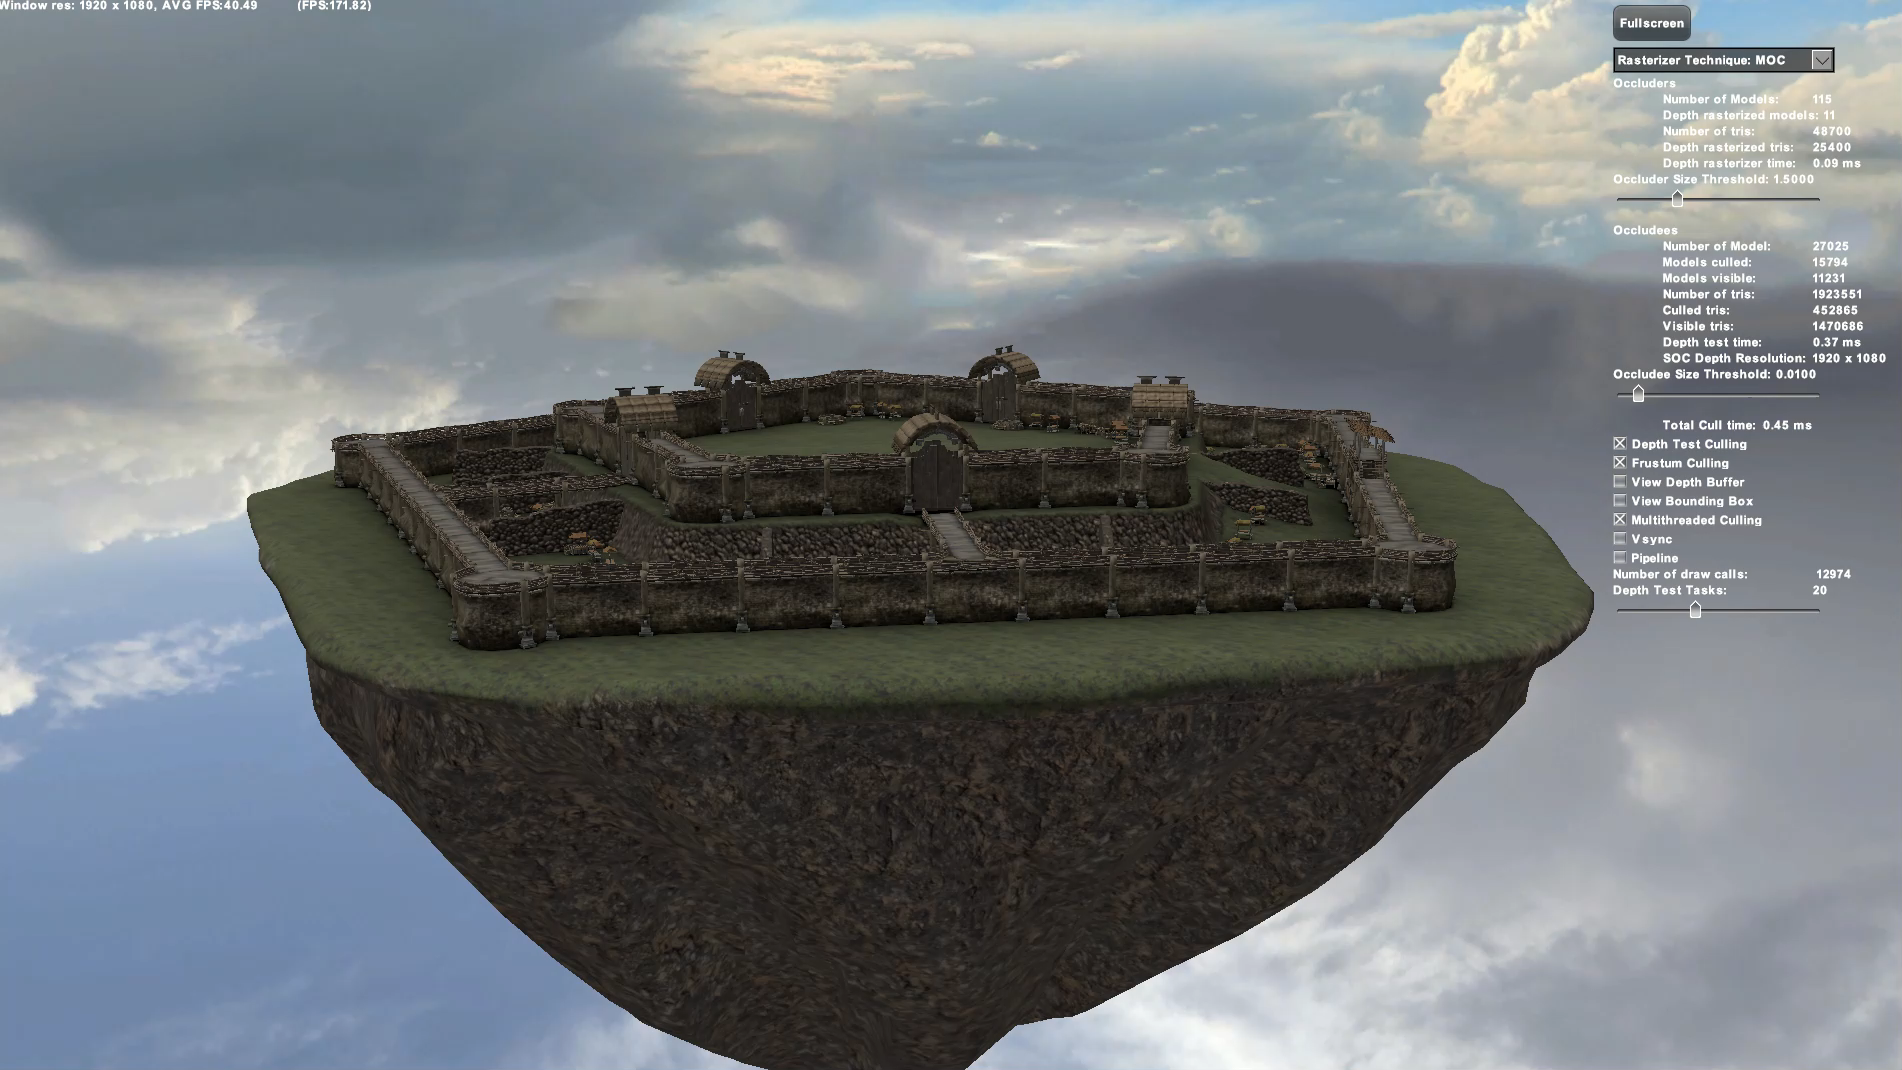 Window res: 1920 x 1080, AVG FPS:40.49 (FPS:171.82)
Fullscreen
Rasterizer Technique: MOC
Occluders
Number of Models: 115
Depth rasterized models: 11
Number of tris: 48700
Depth rasterized tris: 25400
Depth rasterizer time: 0.09 ms
Occluder Size Threshold: 1.5000
Occludees
Number of Model: 27025
Models culled: 15794
Models visible: 11231
Number of tris: 1923551
Culled tris: 452865
Visible tris: 1470686
Depth test time: 0.37 ms
SOC Depth Resolution: 1920 x 1080
Occludee Size Threshold: 0.0100
Total Cull time: 0.45 ms
Depth Test Culling
Frustum Culling
View Depth Buffer
View Bounding Box
Multithreaded Culling
Vsync
Pipeline
Number of draw calls: 12974
Depth Test Tasks: 20